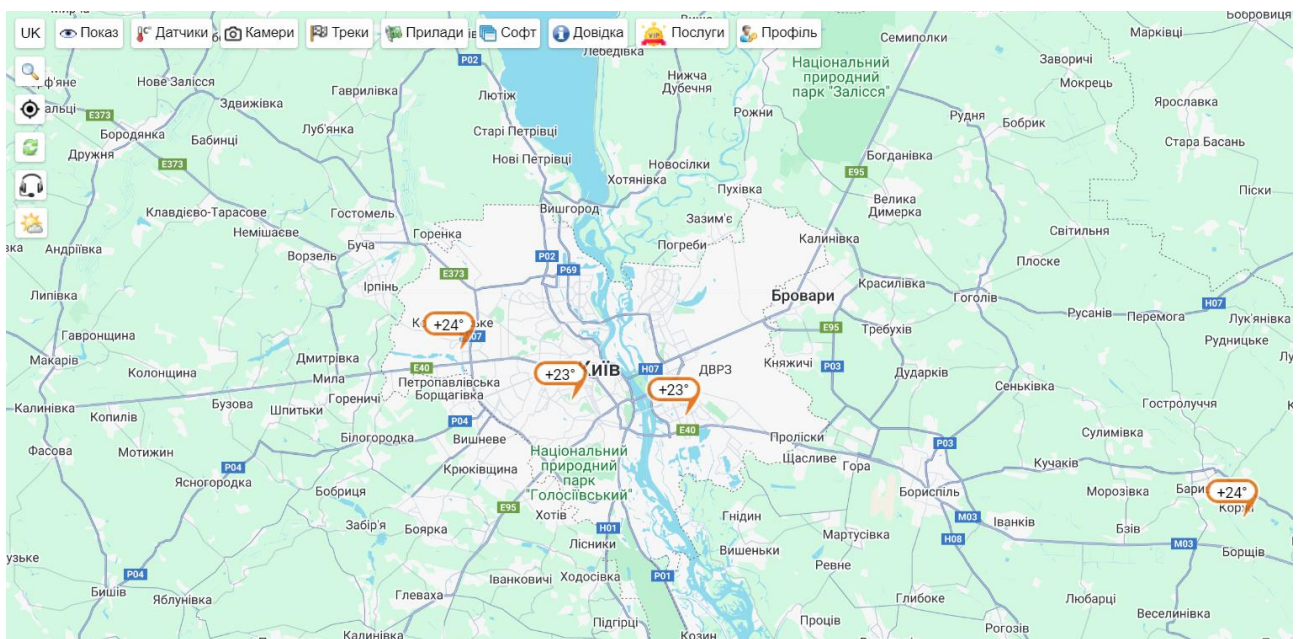 UK
Показ
Датчики
Камери
Треки
Прилади
Софт
Довідка
VIP
Послуги
Профіль
Бобровиця
Марківці
Семиполки
Заворичі
Мокрець
Лебедівка
P02
Національний
природний
парк "Залісся"
Нижча
Дубечня
Нове Залісся
Гаврилівка
Здвижівка
Лютіж
Рожни
Ярославка
E373
Бородянка
Бабинці
Луб'янка
Старі Петрівці
Рудня
Бобрик
Стара Басань
Дружня
E373
Нові Петрівці
Новосілки
Богданівка
E95
Хотянівка
Пухівка
Піски
Клавдієво-Тарасове
Гостомель
Вишгород
Зазим'є
Велика
Димерка
Немішаєве
Горенка
Калинівка
Світильня
Андріївка
Буча
Погреби
Ворзель
P02
P69
E373
Плоске
Ірпінь
Красилівка
Липівка
Бровари
Гоголів
H07
Русанів
Перемога
Лук'янівка
+24°
E95
Требухів
Гавронщина
Рудницьке
Макарів
Дмитрівка
E40
Київ
H07
ДВРЗ
Княжичі
P03
Колонщина
Мила
+23°
+23°
Дударків
Петропавлівська
Борщагівка
Сеньківка
Калинівка
Бузова
Гореничі
Гостролуччя
Копилів
Шпитьки
P04
E40
Білогородка
Вишневе
Проліски
P03
Сулимівка
Фасова
Мотижин
Національний
природний
парк
"Голосіївський"
Щасливе
Гора
Кучаків
P04
Крюківщина
Ясногородка
Бориспіль
Морозівка
+24°
Бобриця
E95
Хотів
Гнідин
M03
Іванків
Бзів
Забір'я
Боярка
H01
Мартусівка
Лісники
Вишеньки
H08
M03
Борщів
Ревне
P04
Іванковичі
Ходосівка
P01
Бишів
Яблунівка
Глеваха
Глибоке
Любарці
Підгірці
Проців
Веселинівка
Калинівка
Козин
Рогозів